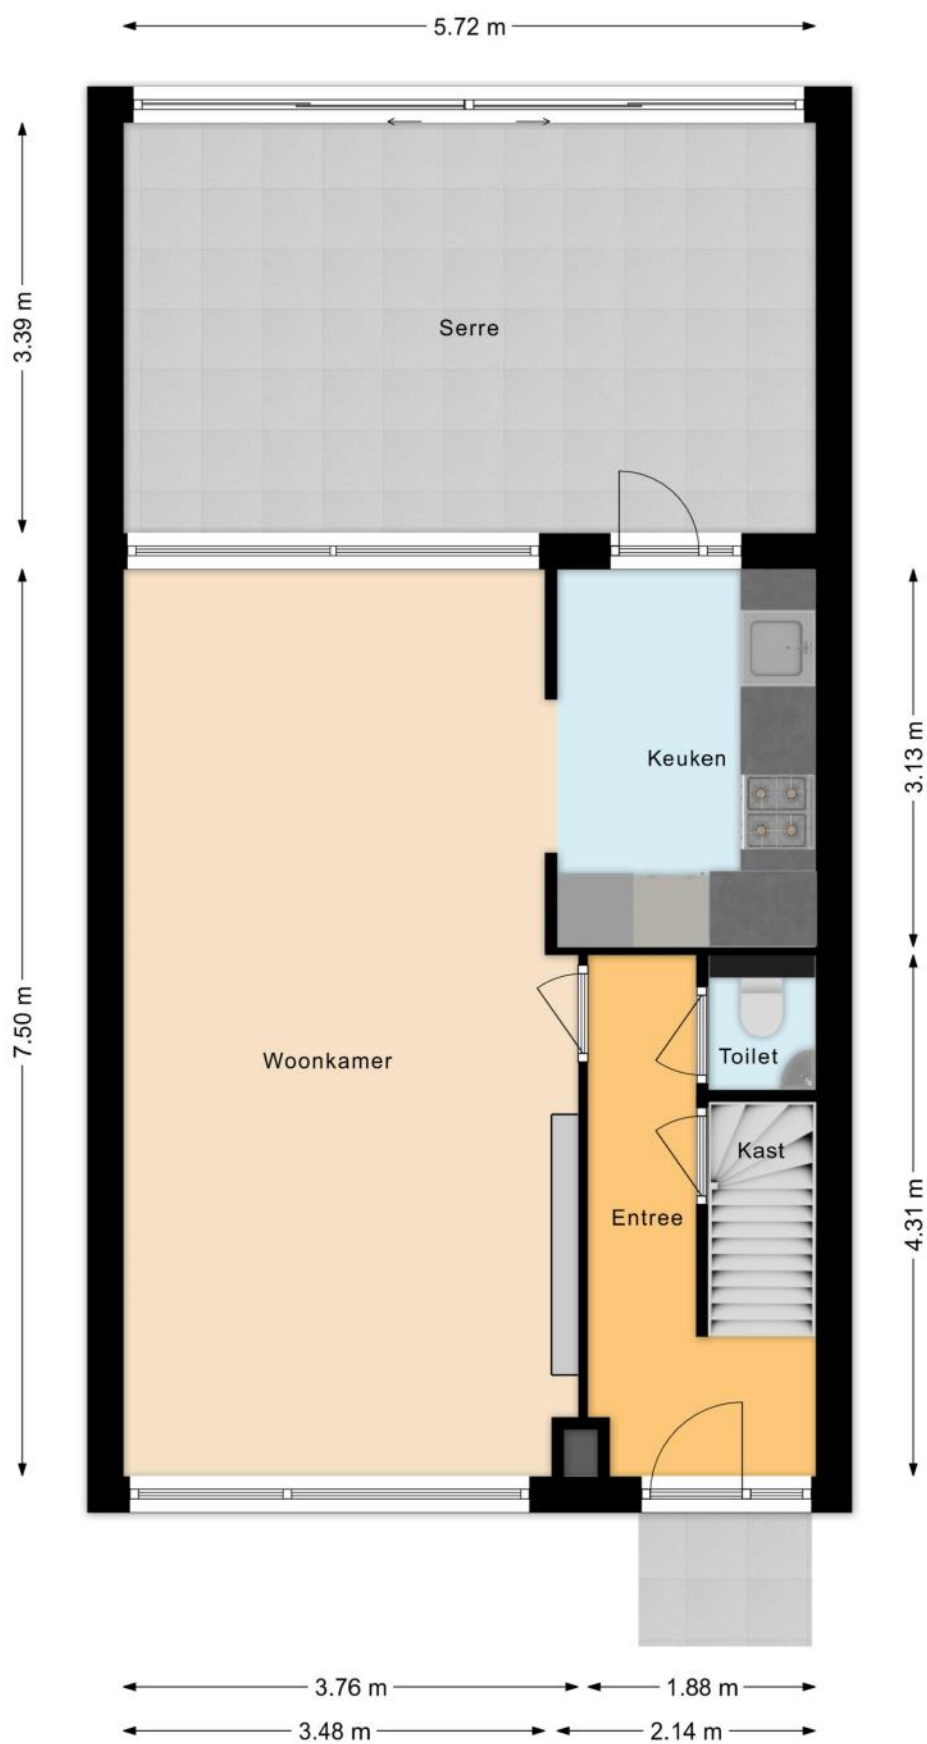 5.72 m
3.39 m
Serre
Keuken
3.13 m
7.50 m
Woonkamer
Toilet
Kast
Entree
4.31 m
3.76 m
1.88 m
3.48 m
2.14 m